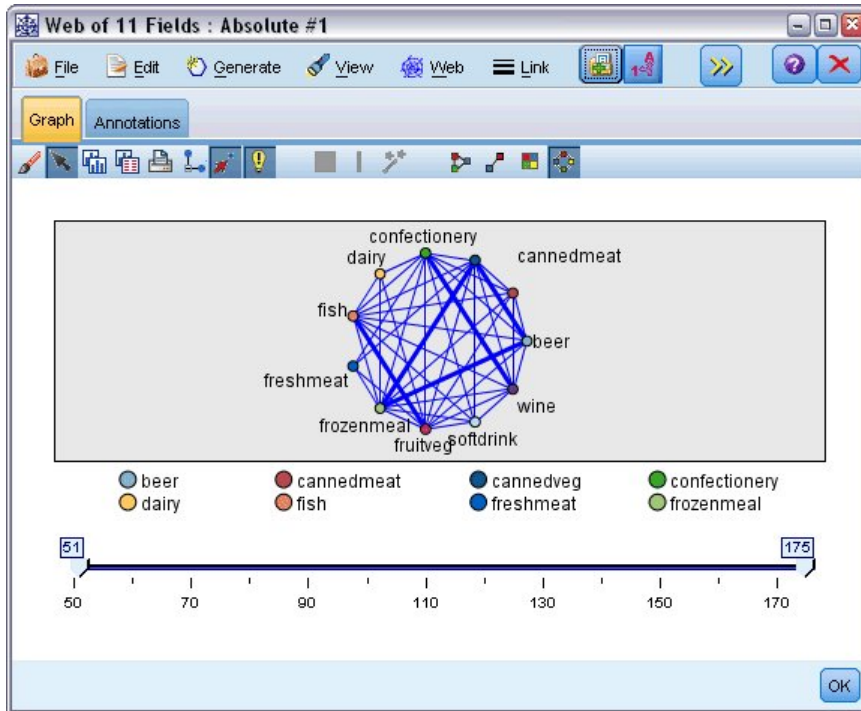 Web of 11 Fields : Absolute #1
File Edit Generate View Web Link
Graph Annotations
confectionery
dairy cannedmeat
fish
beer
freshmeat
wine
frozenmeal softdrink
fruitveg
beer cannedmeat cannedveg confectionery
dairy fish freshmeat frozenmeal
51 175
50 70 90 110 130 150 170
OK